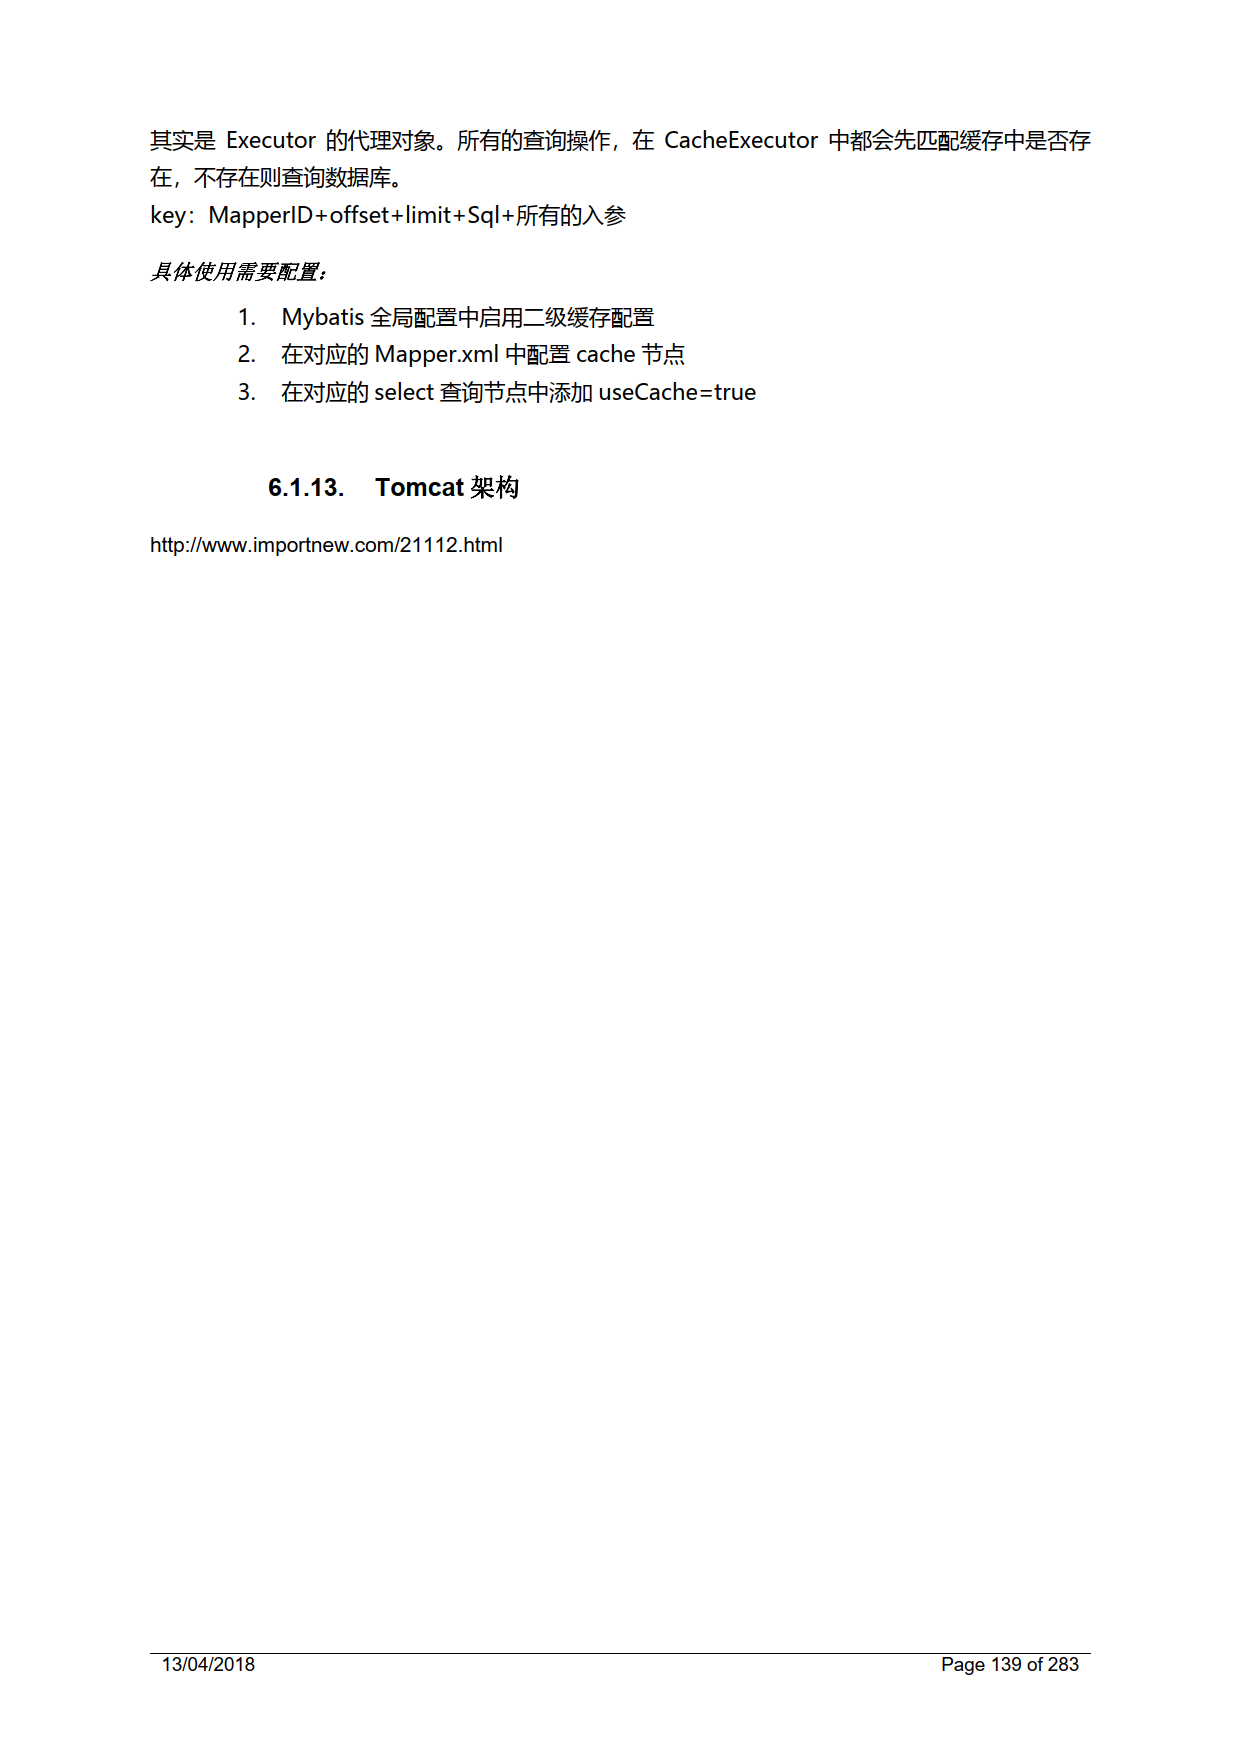 其实是 Executor 的代理对象。所有的查询操作，在 CacheExecutor 中都会先匹配缓存中是否存
在，不存在则查询数据库。
key：MapperID+offset+limit+Sql+所有的入参
具体使用需要配置：
1. Mybatis 全局配置中启用二级缓存配置
2. 在对应的 Mapper.xml 中配置 cache 节点
3. 在对应的 select 查询节点中添加 useCache=true
6.1.13. Tomcat 架构
http://www.importnew.com/21112.html
13/04/2018 Page 139 of 283